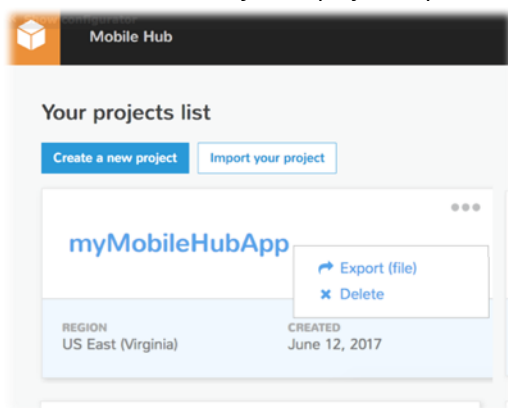 Mobile Hub
Your projects list
Create a new project
Import your project
myMobileHubApp
Export (file)
Delete
REGION
CREATED
US East (Virginia)
June 12, 2017